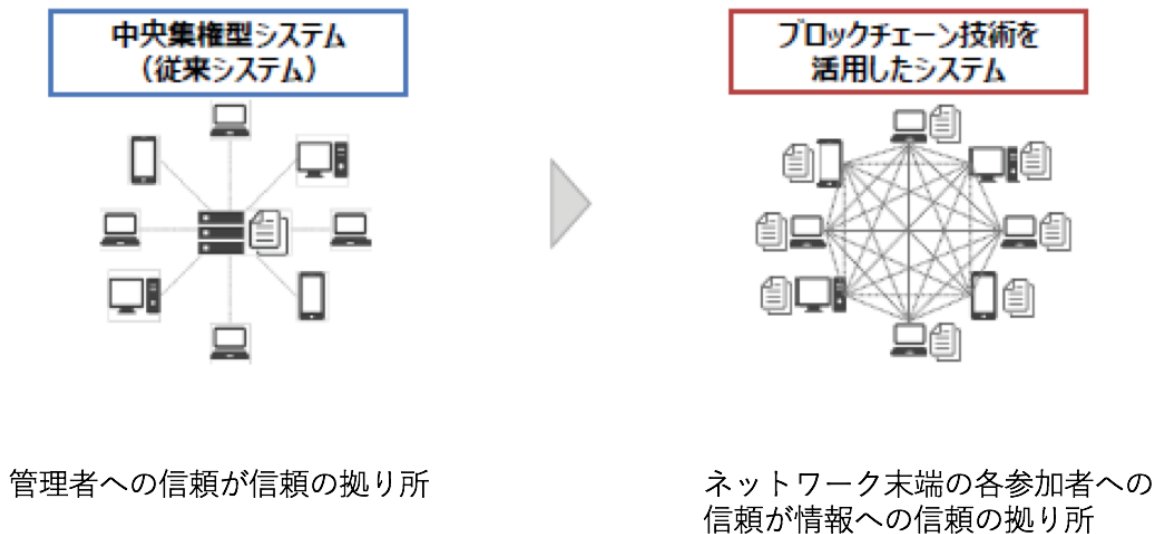 中央集権型システム
（従来システム）
ブロックチェーン技術を
活用したシステム
管理者への信頼が信頼の拠り所
ネットワーク末端の各参加者への
信頼が情報への信頼の拠り所